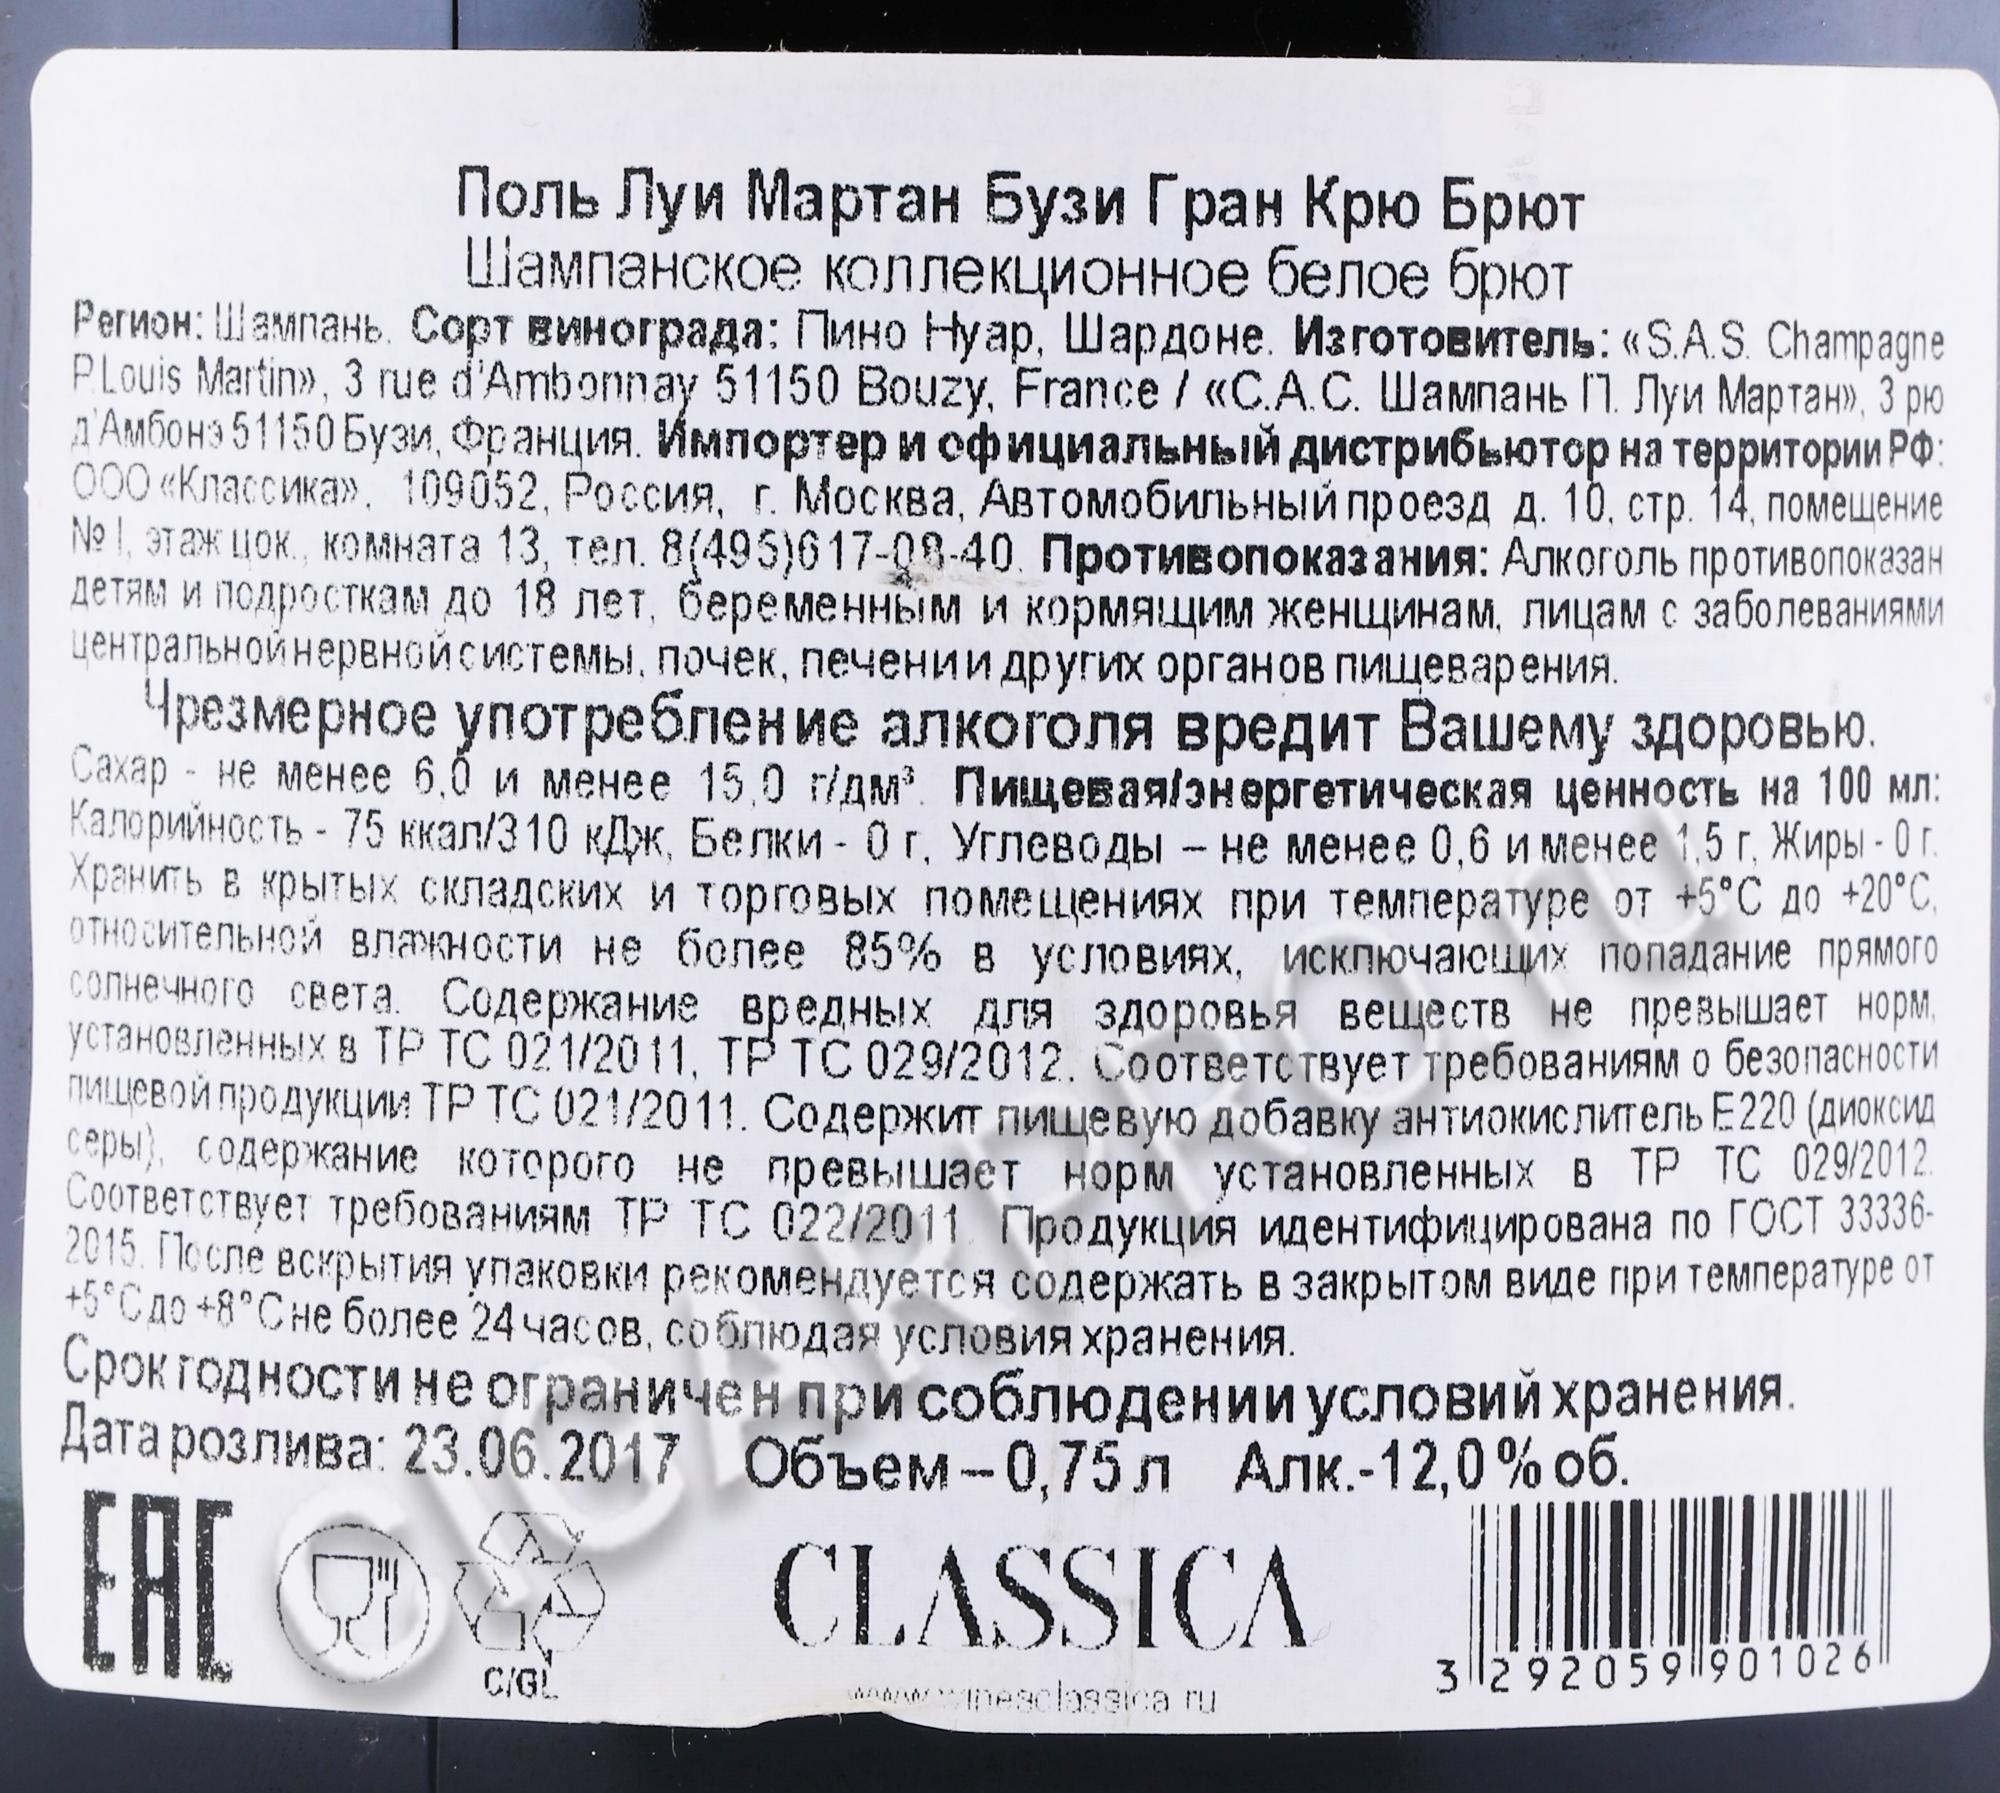 Поль Луи Мартан Бузи Гран Крю Брют
Шампанское коллекционное белое брют
Регион: Шампань. Сорт винограда: Пино Нуар, Шардоне. Изготовитель: «S.A.S. Champagne
P.Louis Martin», 3 rue d'Ambonnay 51150 Bouzy, France / «С.А.С. Шампань П. Луи Мартан», 3 рю
д'Амбонэ 51150 Бузи, Франция. Импортер и официальный дистрибьютор на территории РФ:
ООО «Классика», 109052, Россия, г. Москва, Автомобильный проезд д. 10, стр. 14, помещение
№ I, этаж цок., комната 13, тел. 8(495)617-08-40. Противопоказания: Алкоголь противопоказан
детям и подросткам до 18 лет, беременным и кормящим женщинам, лицам с заболеваниями
центральной нервной системы, почек, печени и других органов пищеварения.
Чрезмерное употребление алкоголя вредит Вашему здоровью.
Сахар - не менее 6,0 и менее 15,0 г/дм³. Пищевая/энергетическая ценность на 100 мл:
Калорийность - 75 ккал/310 кДж, Белки - 0 г, Углеводы – не менее 0,6 и менее 1,5 г, Жиры - 0 г.
Хранить в крытых складских и торговых помещениях при температуре от +5°С до +20°С,
относительной влажности не более 85% в условиях, исключающих попадание прямого
солнечного света. Содержание вредных для здоровья веществ не превышает норм,
установленных в ТР ТС 021/2011, ТР ТС 029/2012. Соответствует требованиям о безопасности
пищевой продукции ТР ТС 021/2011. Содержит пищевую добавку антиокислитель Е220 (диоксид
серы), содержание которого не превышает норм установленных в ТР ТС 029/2012.
Соответствует требованиям ТР ТС 022/2011. Продукция идентифицирована по ГОСТ 33336-
2015. После вскрытия упаковки рекомендуется содержать в закрытом виде при температуре от
+5°С до +8°С не более 24 часов, соблюдая условия хранения.
Срок годности не ограничен при соблюдении условий хранения.
Дата розлива: 23.06.2017 Объем – 0,75 л Алк.-12,0 % об.
EAC
C/GL
CLASSICA
www.winesclassica.ru
3 292059 901026
CIGARPRO.ru